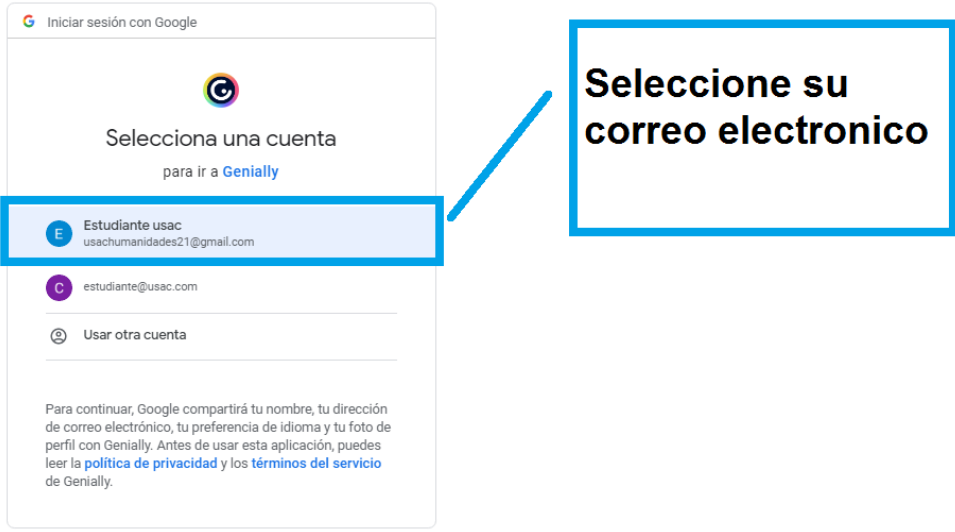 Iniciar sesión con Google
Selecciona una cuenta
para ir a Genially
E
Estudiante usac
usachumanidades21@gmail.com
C
estudiante@usac.com
Usar otra cuenta
Para continuar, Google compartirá tu nombre, tu dirección
de correo electrónico, tu preferencia de idioma y tu foto de
perfil con Genially. Antes de usar esta aplicación, puedes
leer la política de privacidad y los términos del servicio
de Genially.
Seleccione su
correo electronico